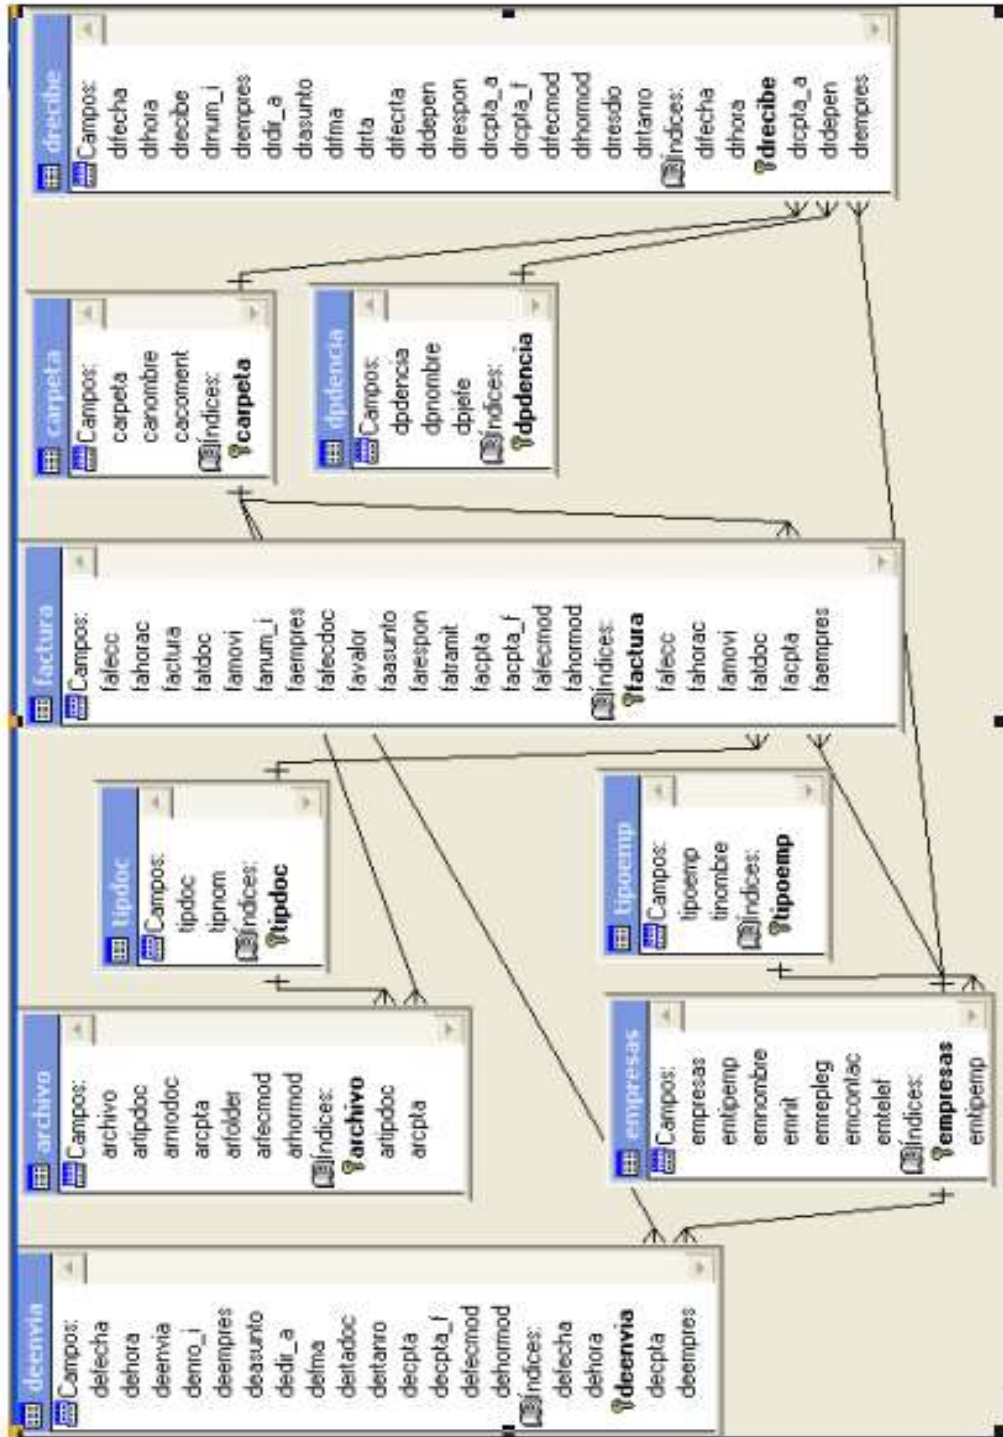 deenvia
Campos:
defecha
dehora
deenvia
denro_i
deempres
deasunto
dedir_a
defma
dertadoc
dertanro
decpta
decpta_f
defecmod
dehormod
Índices:
defecha
dehora
deenvia
decpta
deempres
archivo
Campos:
archivo
artipdoc
arnrodoc
arcpta
arfolder
arfecmod
arhormod
Índices:
archivo
artipdoc
arcpta
empresas
Campos:
empresas
emtipemp
emnombre
emnit
emrepleg
emcontac
emtelef
Índices:
empresas
emtipemp
tipdoc
Campos:
tipdoc
tipnom
Índices:
tipdoc
tipoemp
Campos:
tipoemp
tinombre
Índices:
tipoemp
factura
Campos:
fafecc
fahorac
factura
fatdoc
famovi
fanum_i
faempres
fafecdoc
favalor
faasunto
farespon
fatramit
facpta
facpta_f
fafecmod
fahormod
Índices:
factura
fafecc
fahorac
famovi
fatdoc
facpta
faempres
carpeta
Campos:
carpeta
canombre
cacoment
Índices:
carpeta
dpdencia
Campos:
dpdencia
dpnombre
dpjefe
Índices:
dpdencia
drecibe
Campos:
drfecha
drhora
drecibe
drnum_i
drempres
drdir_a
drasunto
drfma
drrta
drfecrta
drdepen
drrespon
drcpta_a
drcpta_f
drfecmod
drhormod
drresdio
drrtanro
Índices:
drfecha
drhora
drecibe
drcpta_a
drdepen
drempres